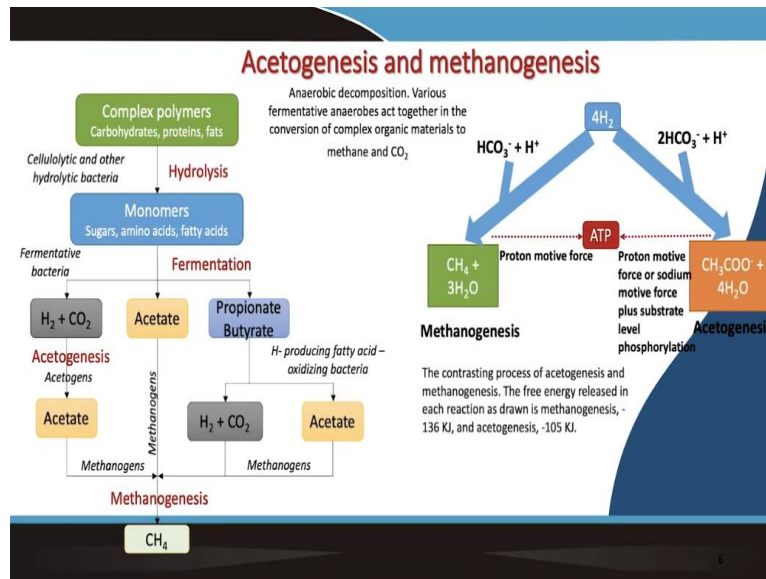 Acetogenesis and methanogenesis
Complex polymers
Carbohydrates, proteins, fats
Cellulolytic and other
hydrolytic bacteria
Hydrolysis
Monomers
Sugars, amino acids, fatty acids
Fermentative
bacteria
Fermentation
H₂ + CO₂
Acetate
Propionate
Butyrate
Acetogenesis
Acetogens
Methanogens
H- producing fatty acid –
oxidizing bacteria
Acetate
H₂ + CO₂
Acetate
Methanogens
Methanogens
Methanogenesis
CH₄
Anaerobic decomposition. Various
fermentative anaerobes act together in the
conversion of complex organic materials to
methane and CO₂
4H₂
HCO₃⁻ + H⁺
2HCO₃⁻ + H⁺
ATP
CH₄ +
3H₂O
Proton motive force
Proton motive
force or sodium
motive force
plus substrate
level
phosphorylation
CH₃COO⁻ +
4H₂O
Methanogenesis
Acetogenesi
The contrasting process of acetogenesis and
methanogenesis. The free energy released in
each reaction as drawn is methanogenesis, -
136 KJ, and acetogenesis, -105 KJ.
6